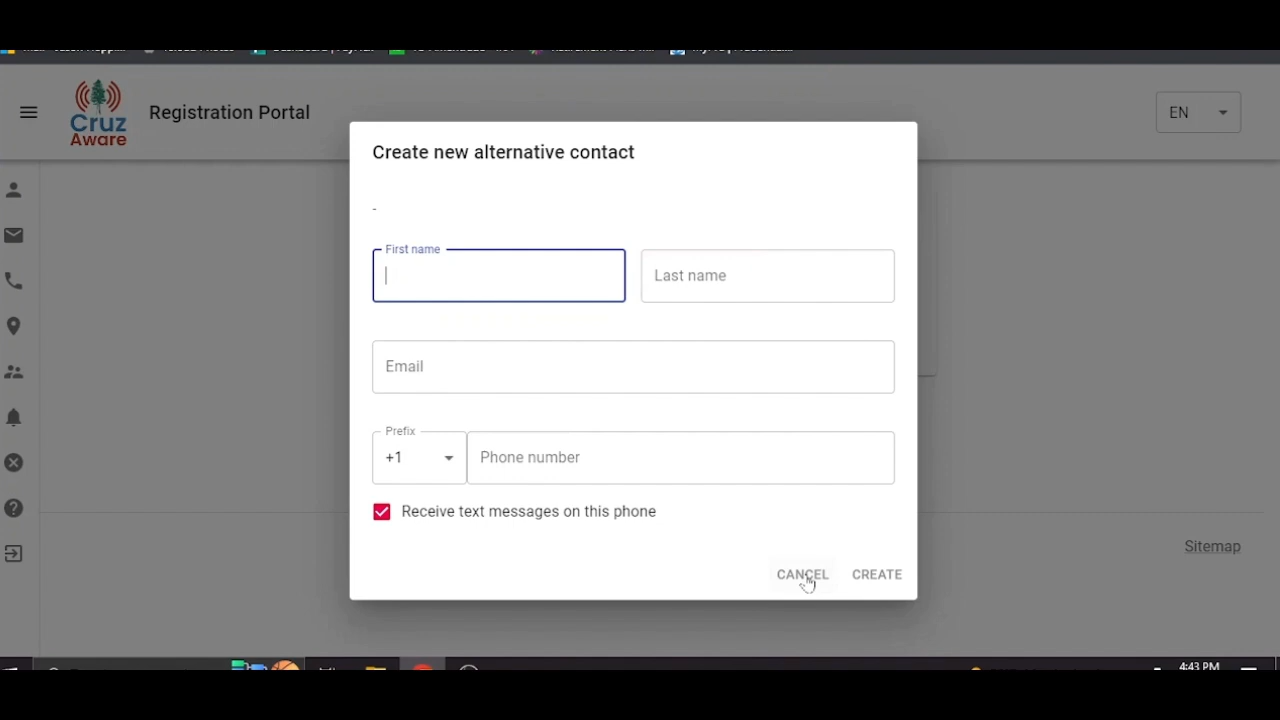 Cruz
Aware
Registration Portal
EN
Create new alternative contact
-
First name
Last name
Email
Prefix
+1
Phone number
Receive text messages on this phone
CANCEL
CREATE
Sitemap
4:43 PM